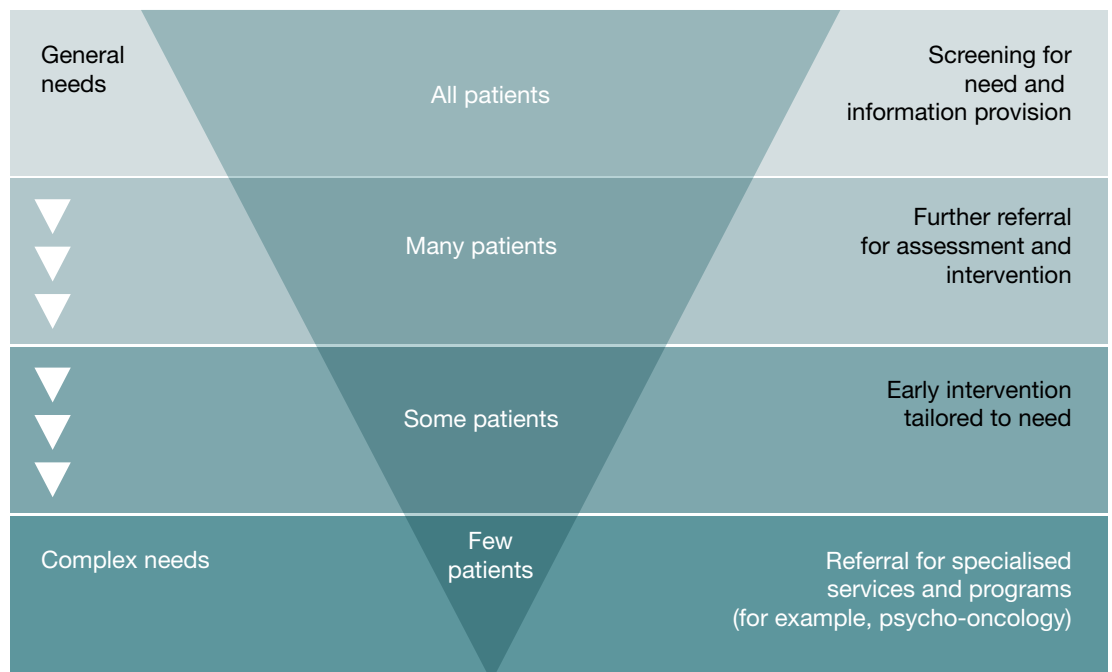 General
needs
All patients
Screening for
need and
information provision
Many patients
Further referral
for assessment and
intervention
Some patients
Early intervention
tailored to need
Complex needs
Few
patients
Referral for specialised
services and programs
(for example, psycho-oncology)